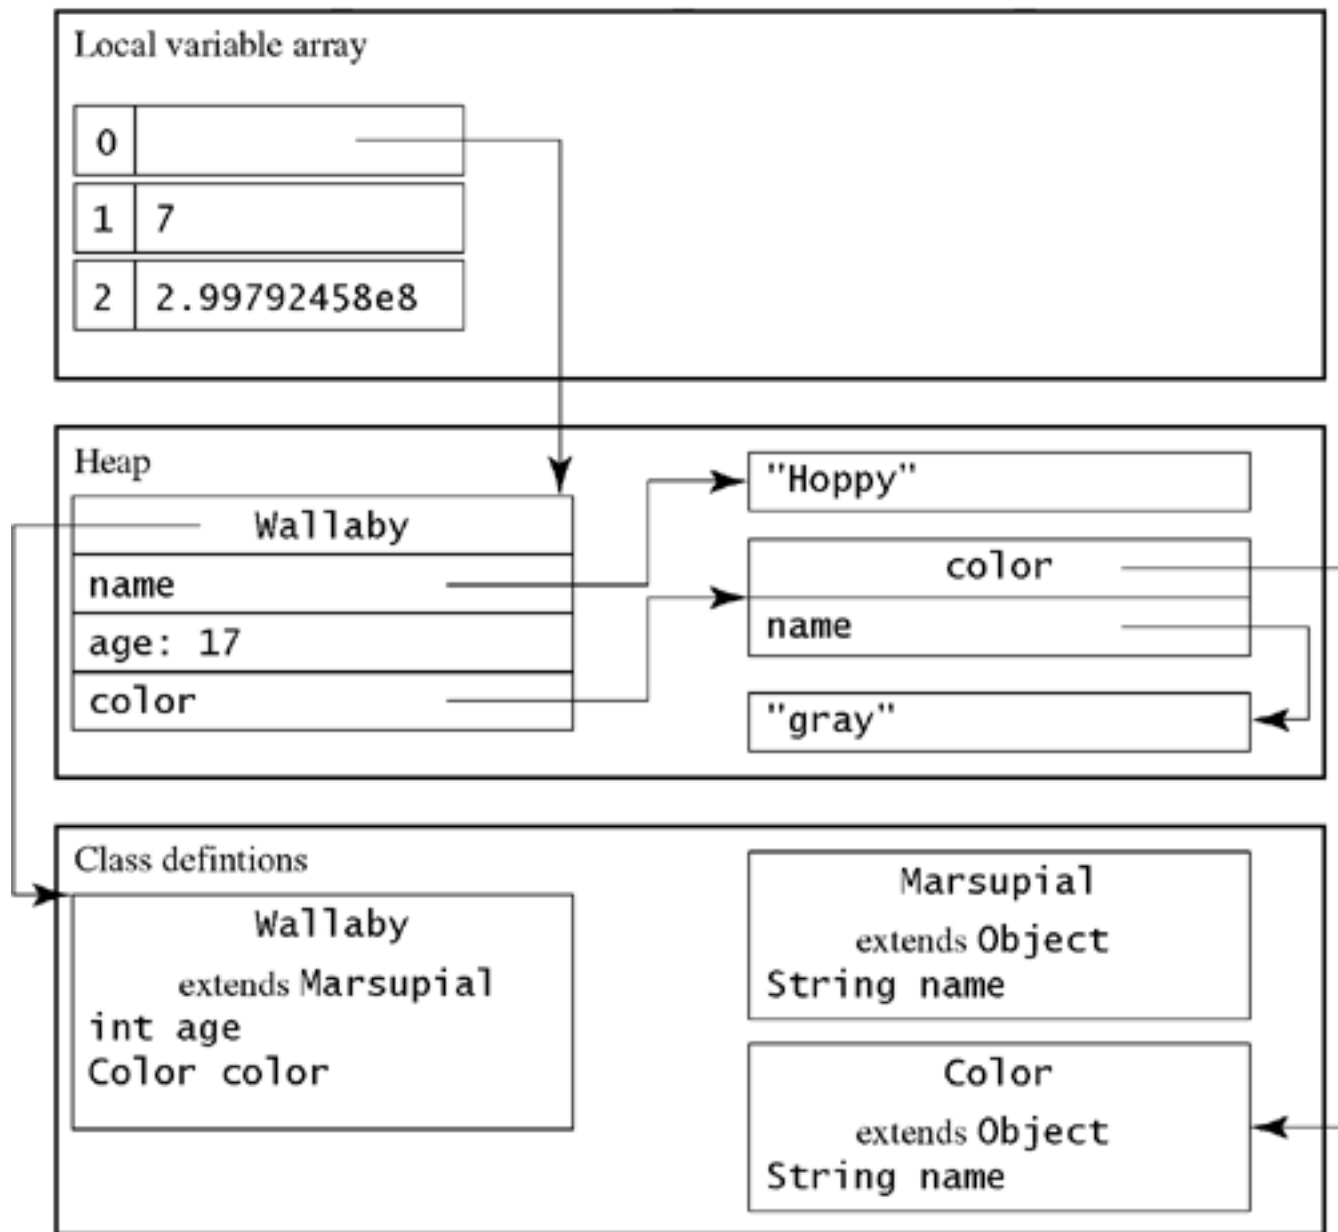 Local variable array
0
1 7
2 2.99792458e8
Heap
Wallaby
name
age: 17
color
"Hoppy"
color
name
"gray"
Class defintions
Wallaby
extends Marsupial
int age
Color color
Marsupial
extends Object
String name
Color
extends Object
String name